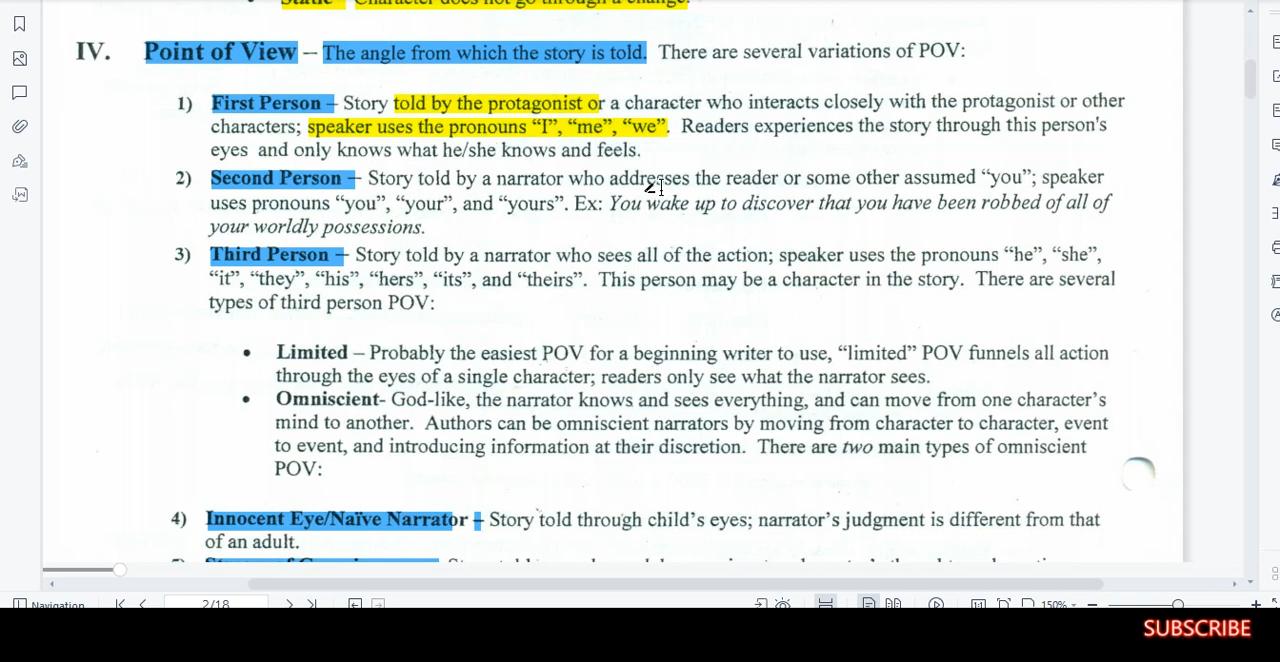 Static – Character does not go through a change.
IV. Point of View – The angle from which the story is told. There are several variations of POV:
1) First Person – Story told by the protagonist or a character who interacts closely with the protagonist or other
characters; speaker uses the pronouns “I”, “me”, “we”. Readers experiences the story through this person's
eyes and only knows what he/she knows and feels.
2) Second Person – Story told by a narrator who addresses the reader or some other assumed “you”; speaker
uses pronouns “you”, “your”, and “yours”. Ex: You wake up to discover that you have been robbed of all of
your worldly possessions.
3) Third Person – Story told by a narrator who sees all of the action; speaker uses the pronouns “he”, “she”,
“it”, “they”, “his”, “hers”, “its”, and “theirs”. This person may be a character in the story. There are several
types of third person POV:
• Limited – Probably the easiest POV for a beginning writer to use, “limited” POV funnels all action
through the eyes of a single character; readers only see what the narrator sees.
• Omniscient- God-like, the narrator knows and sees everything, and can move from one character’s
mind to another. Authors can be omniscient narrators by moving from character to character, event
to event, and introducing information at their discretion. There are two main types of omniscient
POV:
4) Innocent Eye/Naïve Narrator – Story told through child’s eyes; narrator’s judgment is different from that
of an adult.
Navigation 2/18 150%
SUBSCRIBE